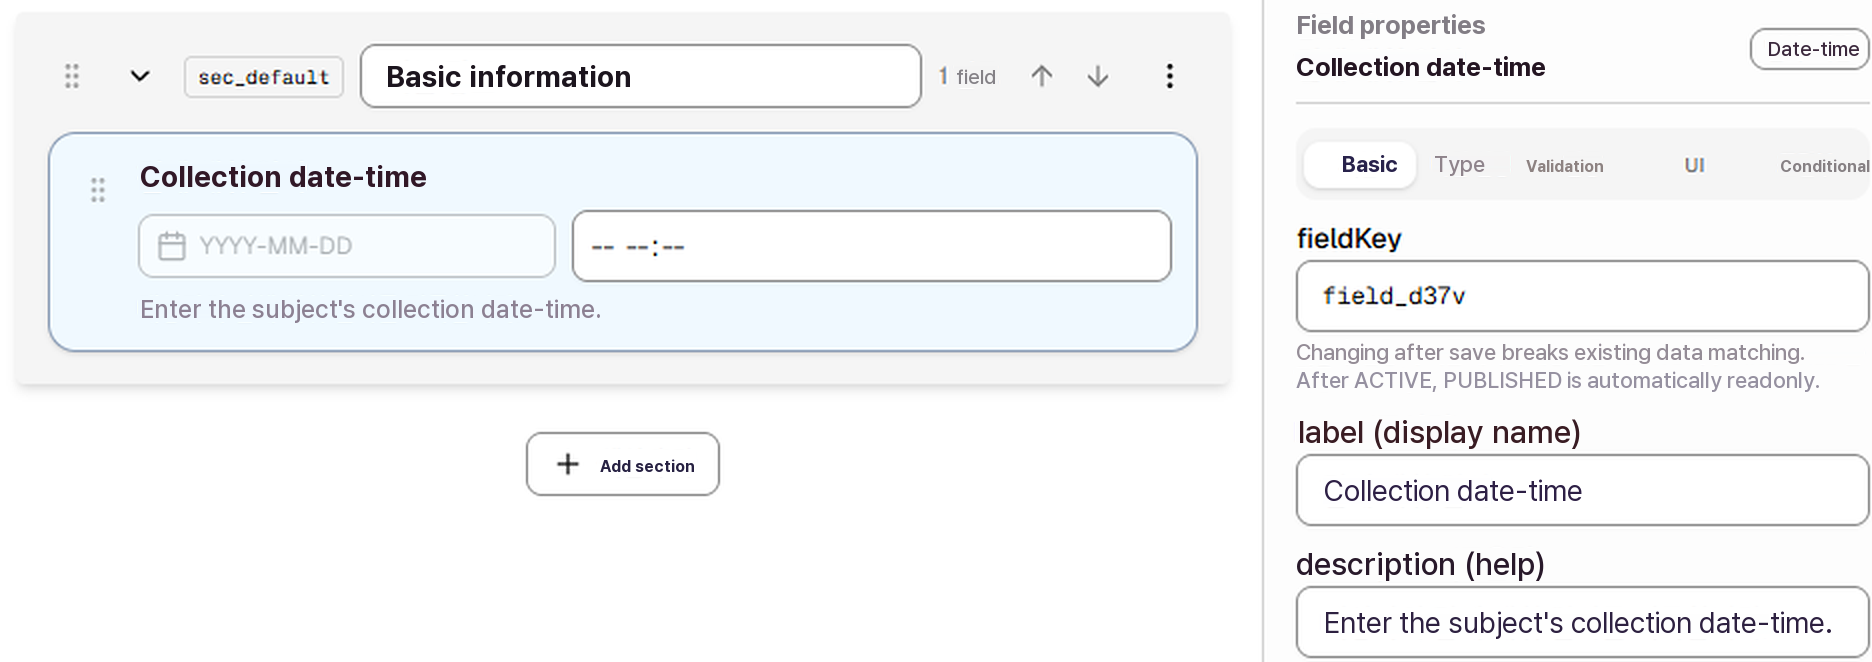 sec_default
Basic information
1 field
Collection date-time
YYYY-MM-DD
-- --:--
Enter the subject's collection date-time.
Add section
Field properties
Collection date-time
Date-time
Basic
Type
Validation
UI
Conditional
fieldKey
field_d37v
Changing after save breaks existing data matching.
After ACTIVE, PUBLISHED is automatically readonly.
label (display name)
Collection date-time
description (help)
Enter the subject's collection date-time.